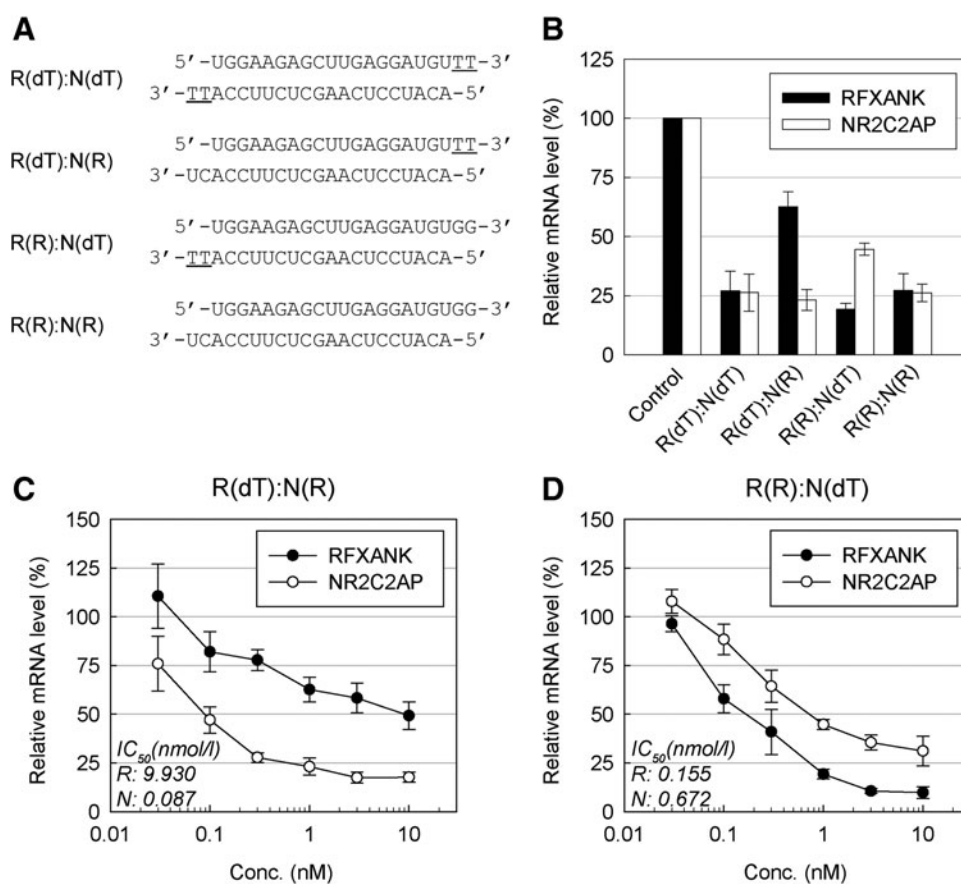 A
R(dT):N(dT)
5′-UGGAAGAGCUUGAGGAUGUTT-3′
3′-TTACCUUCUCGAACUCCUACA-5′
R(dT):N(R)
5′-UGGAAGAGCUUGAGGAUGUTT-3′
3′-UCACCUUCUCGAACUCCUACA-5′
R(R):N(dT)
5′-UGGAAGAGCUUGAGGAUGUGG-3′
3′-TTACCUUCUCGAACUCCUACA-5′
R(R):N(R)
5′-UGGAAGAGCUUGAGGAUGUGG-3′
3′-UCACCUUCUCGAACUCCUACA-5′
B
Relative mRNA level (%)
125
100
75
50
25
0
RFXANK
NR2C2AP
Control
R(dT):N(dT)
R(dT):N(R)
R(R):N(dT)
R(R):N(R)
C
R(dT):N(R)
Relative mRNA level (%)
150
125
100
75
50
25
0
RFXANK
NR2C2AP
IC50(nmol/l)
R: 9.930
N: 0.087
0.01 0.1 1 10
Conc. (nM)
D
R(R):N(dT)
Relative mRNA level (%)
150
125
100
75
50
25
0
RFXANK
NR2C2AP
IC50(nmol/l)
R: 0.155
N: 0.672
0.01 0.1 1 10
Conc. (nM)